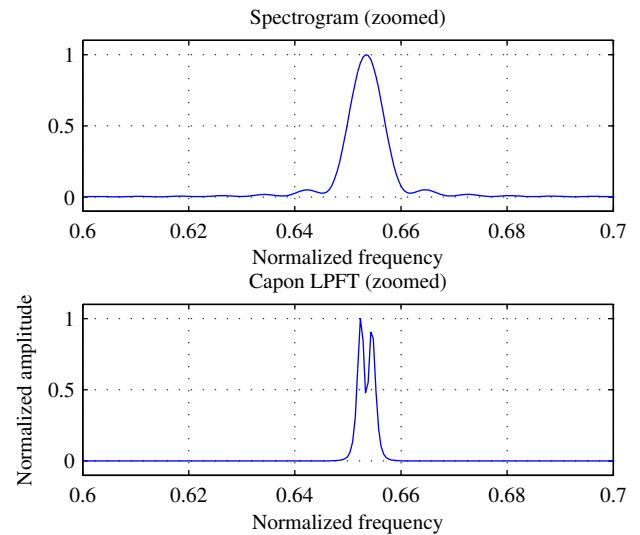 Spectrogram (zoomed)
1
0.5
0
0.6 0.62 0.64 0.66 0.68 0.7
Normalized frequency
Capon LPFT (zoomed)
Normalized amplitude
1
0.5
0
0.6 0.62 0.64 0.66 0.68 0.7
Normalized frequency